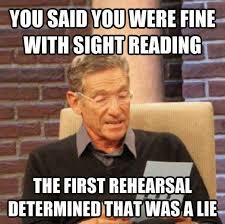 YOU SAID YOU WERE FINE
WITH SIGHT READING
THE FIRST REHEARSAL
DETERMINED THAT WAS A LIE